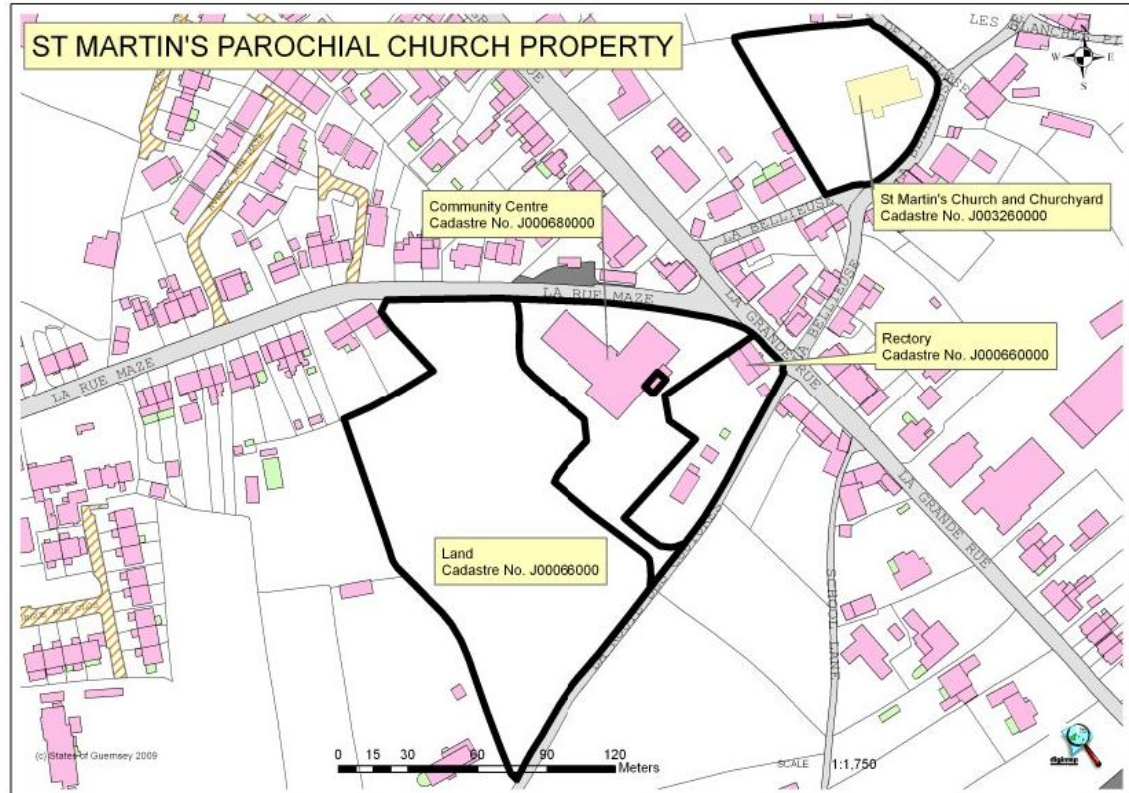 ST MARTIN'S PAROCHIAL CHURCH PROPERTY
W E
S
Community Centre
Cadastre No. J000680000
St Martin's Church and Churchyard
Cadastre No. J003260000
LA BELLIEUSE
LA RUE MAZE
LA GRANDE RUE
LA BELLIEUSE
Rectory
Cadastre No. J000660000
LA RUE MAZE
LA GRANDE RUE
Land
Cadastre No. J00066000
SCHOOL LANE
(c) States of Guernsey 2009
0 15 30 60 90 120
Meters
SCALE 1:1,750
digimap